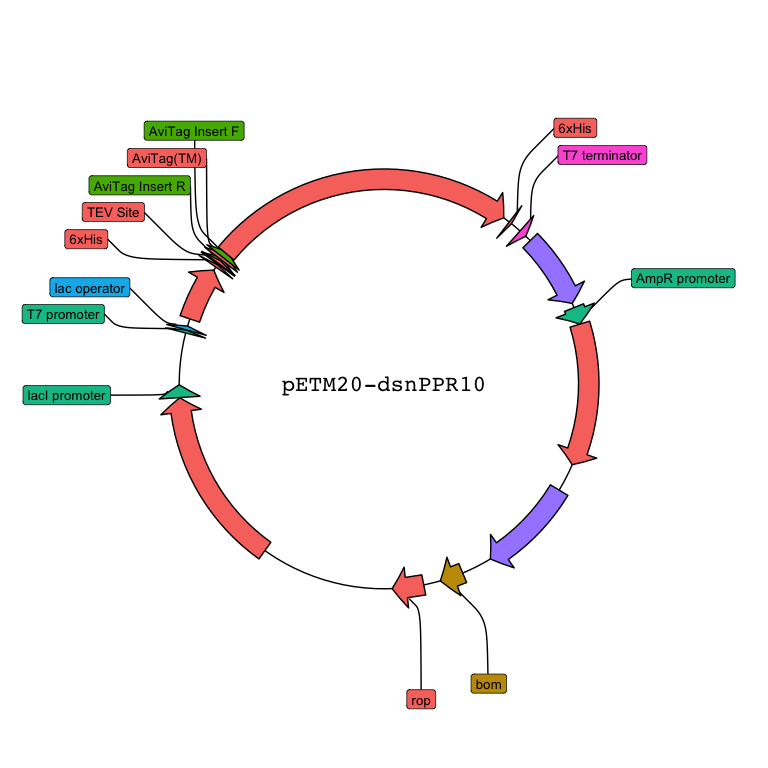 AviTag Insert F
6xHis
AviTag(TM)
T7 terminator
AviTag Insert R
TEV Site
6xHis
AmpR promoter
lac operator
T7 promoter
pETM20-dsnPPR10
lacI promoter
bom
rop